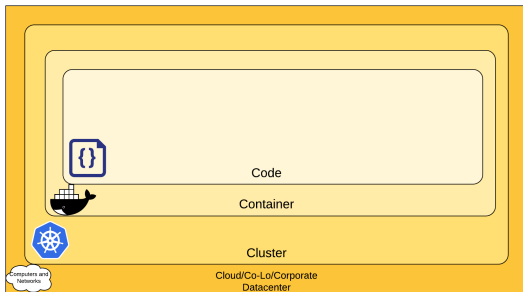 {}
Code
Container
Cluster
Computers and
Networks
Cloud/Co-Lo/Corporate
Datacenter